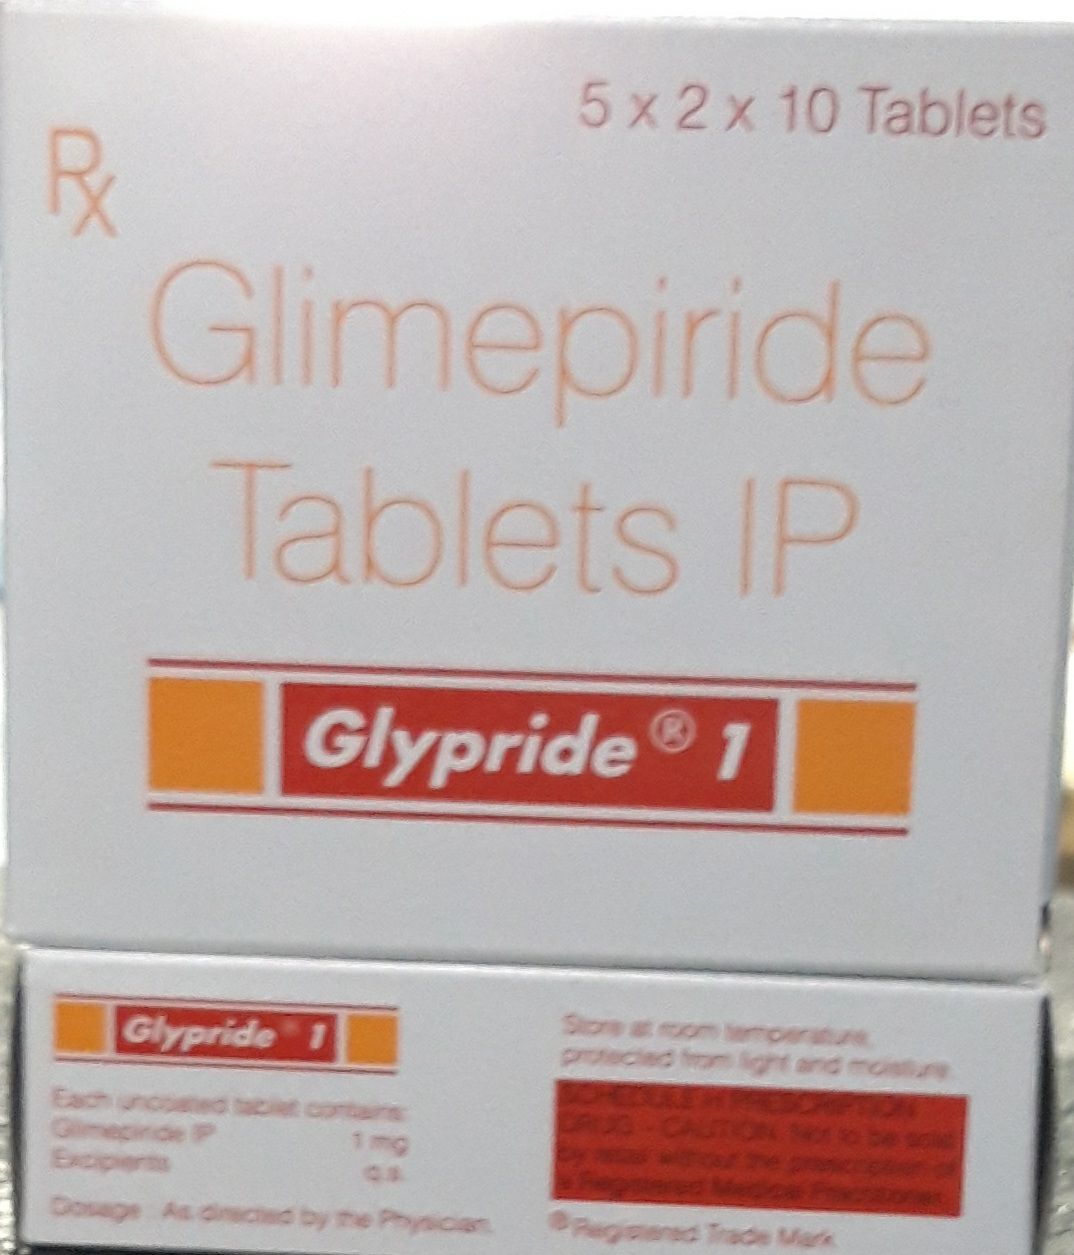 5 x 2 x 10 Tablets
Rx
Glimepiride
Tablets IP
Glypride® 1
Glypride® 1
Each uncoated tablet contains:
Glimepiride IP 1 mg
Excipients q.s.
Dosage : As directed by the Physician.
Store at room temperature,
protected from light and moisture.
SCHEDULE H PRESCRIPTION
DRUG - CAUTION: Not to be sold
by retail without the prescription of
a Registered Medical Practitioner.
® Registered Trade Mark